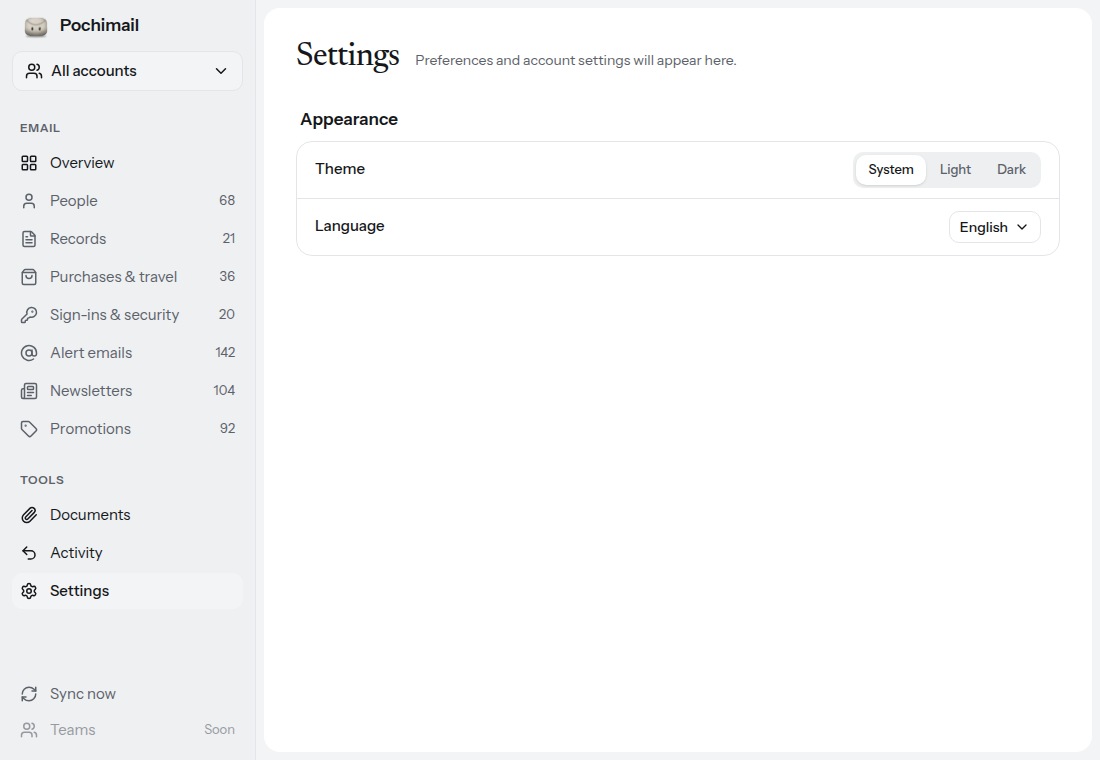 Pochimail
All accounts
EMAIL
Overview
People 68
Records 21
Purchases & travel 36
Sign-ins & security 20
Alert emails 142
Newsletters 104
Promotions 92
TOOLS
Documents
Activity
Settings
Sync now
Teams Soon
Settings Preferences and account settings will appear here.
Appearance
Theme System Light Dark
Language English